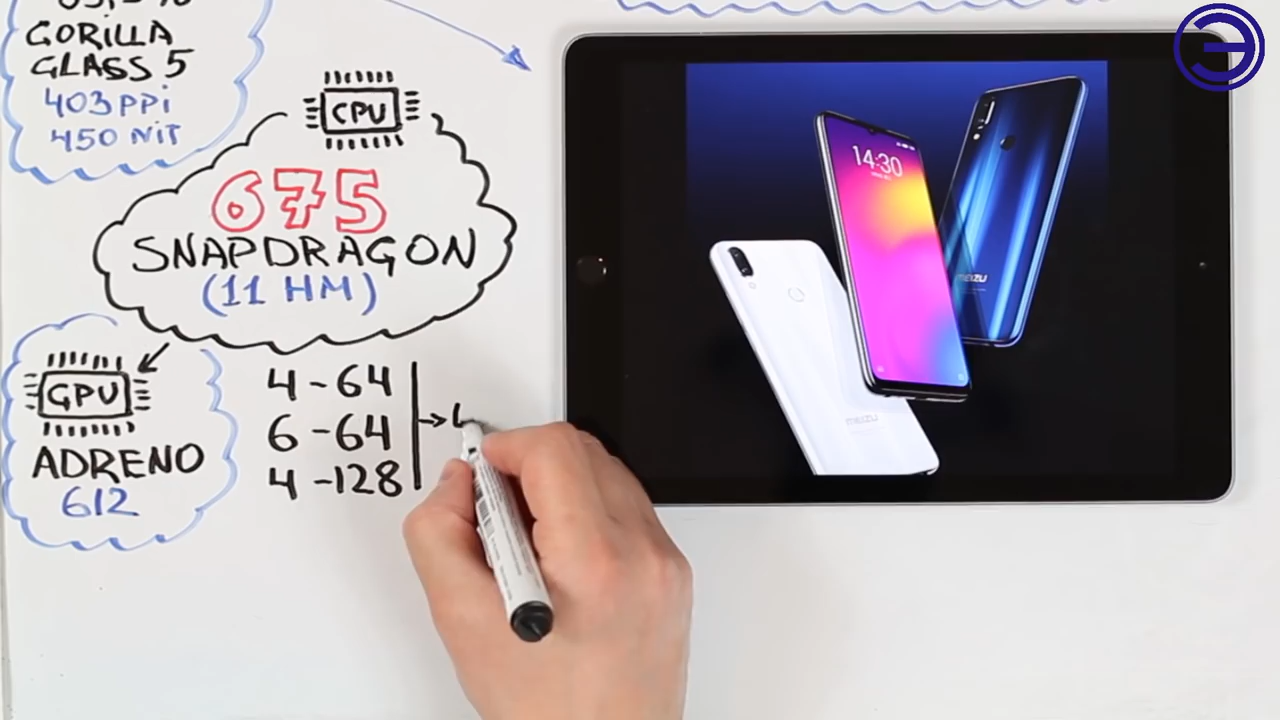 GORILLA
GLASS 5
403 PPi
450 NiT
CPU
675
SNAPDRAGON
(11 НМ)
GPU
ADRENO
612
4-64
6-64
4-128
14:30
MEIZU
MEIZU
Э